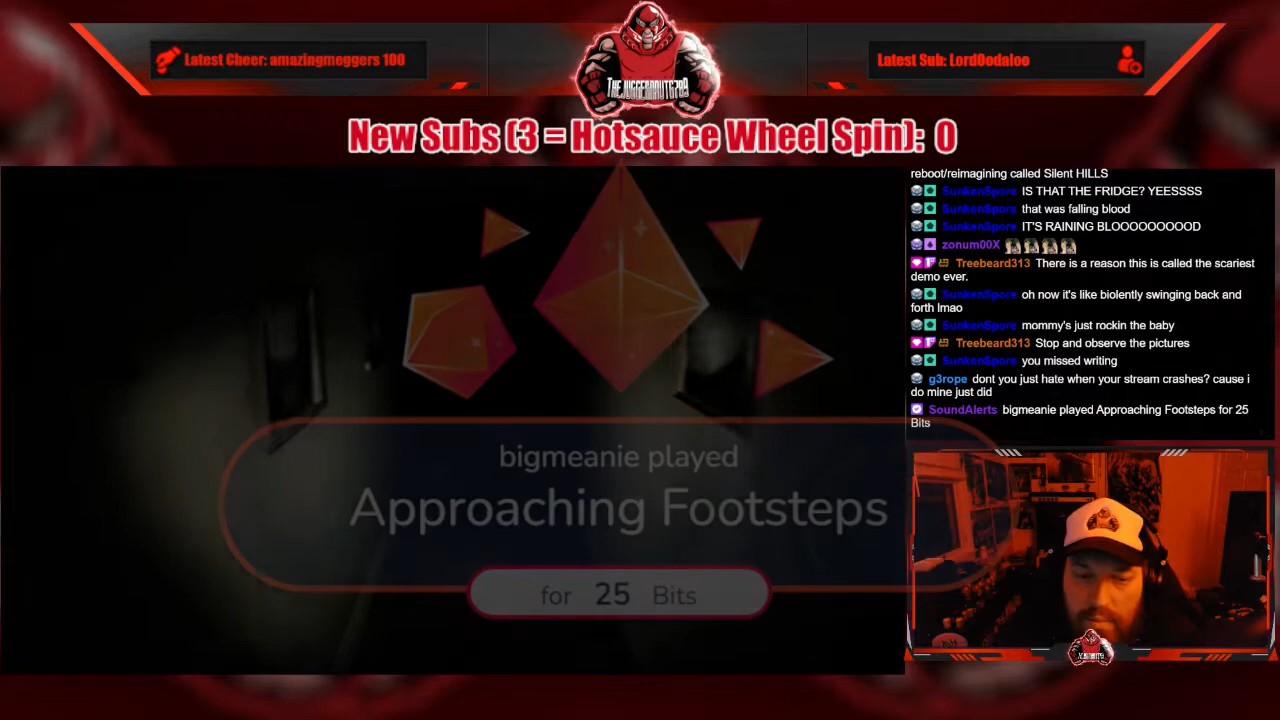 Latest Cheer: amazingmeggers 100
THEJUGGERNAUT6789
Latest Sub: LordOodaloo
New Subs (3 = Hotsauce Wheel Spin): 0
reboot/reimagining called Silent HILLS
SunkenSpore IS THAT THE FRIDGE? YEESSSS
SunkenSpore that was falling blood
SunkenSpore IT'S RAINING BLOOOOOOOOD
zonum00X
Treebeard313 There is a reason this is called the scariest
demo ever.
SunkenSpore oh now it's like biolently swinging back and
forth lmao
SunkenSpore mommy's just rockin the baby
Treebeard313 Stop and observe the pictures
SunkenSpore you missed writing
g3rope dont you just hate when your stream crashes? cause i
do mine just did
SoundAlerts bigmeanie played Approaching Footsteps for 25
Bits
bigmeanie played
Approaching Footsteps
for 25 Bits